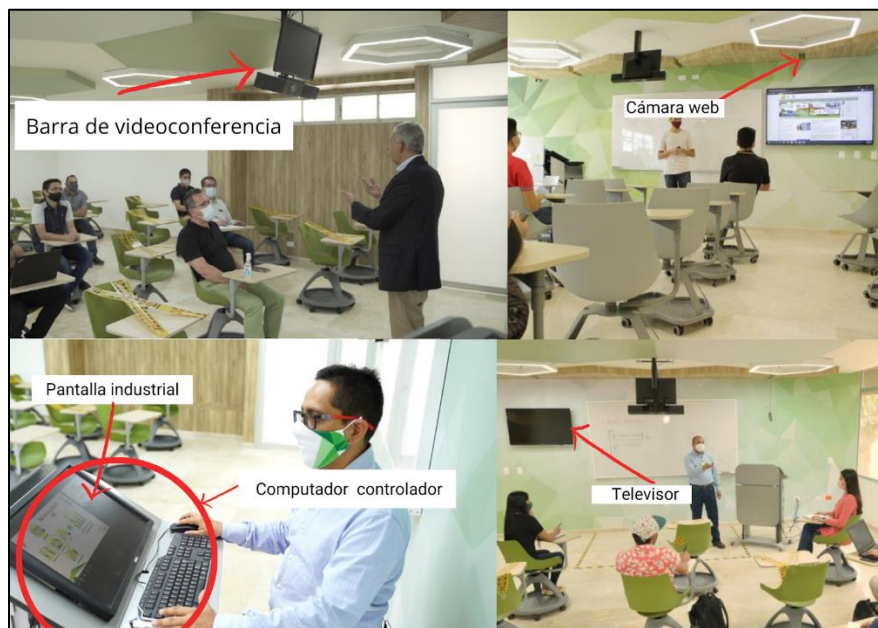 Barra de videoconferencia
Cámara web
Pantalla industrial
Computador controlador
Televisor